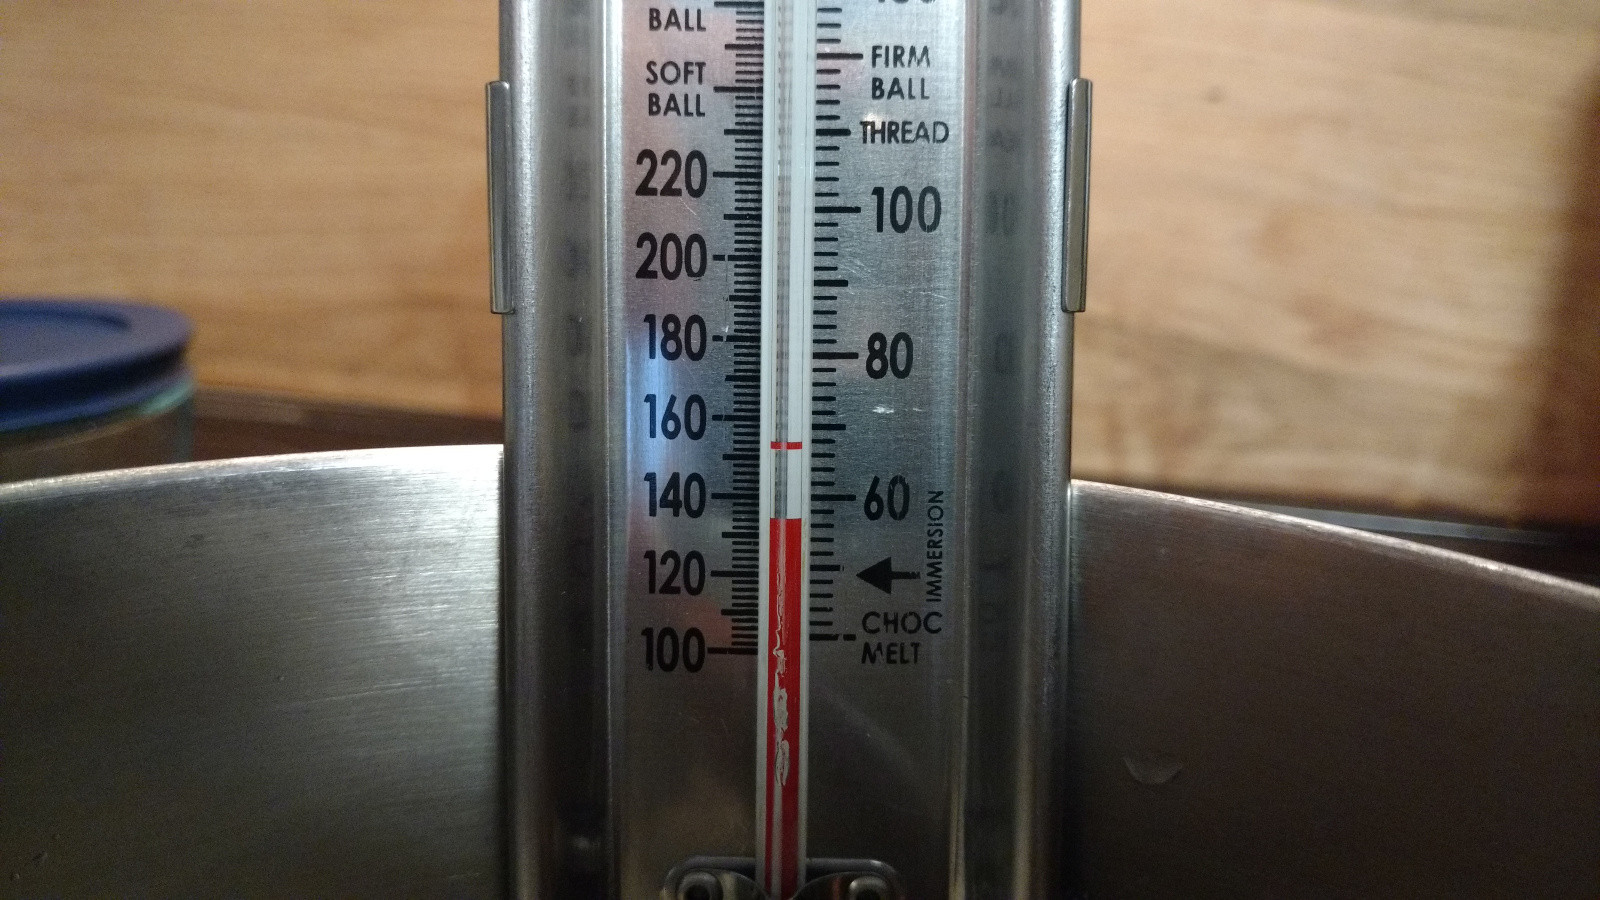 BALL
SOFT
BALL
220
200
180
160
140
120
100
FIRM
BALL
THREAD
100
80
60
IMMERSION
CHOC
MELT